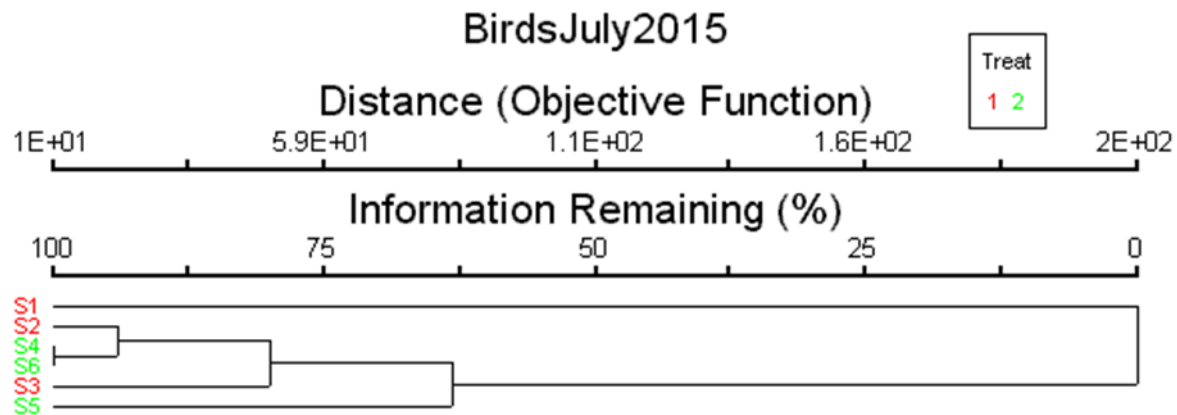 BirdsJuly2015
Treat
1 2
Distance (Objective Function)
1E+01 5.9E+01 1.1E+02 1.6E+02 2E+02
Information Remaining (%)
100 75 50 25 0
S1
S2
S4
S6
S3
S5